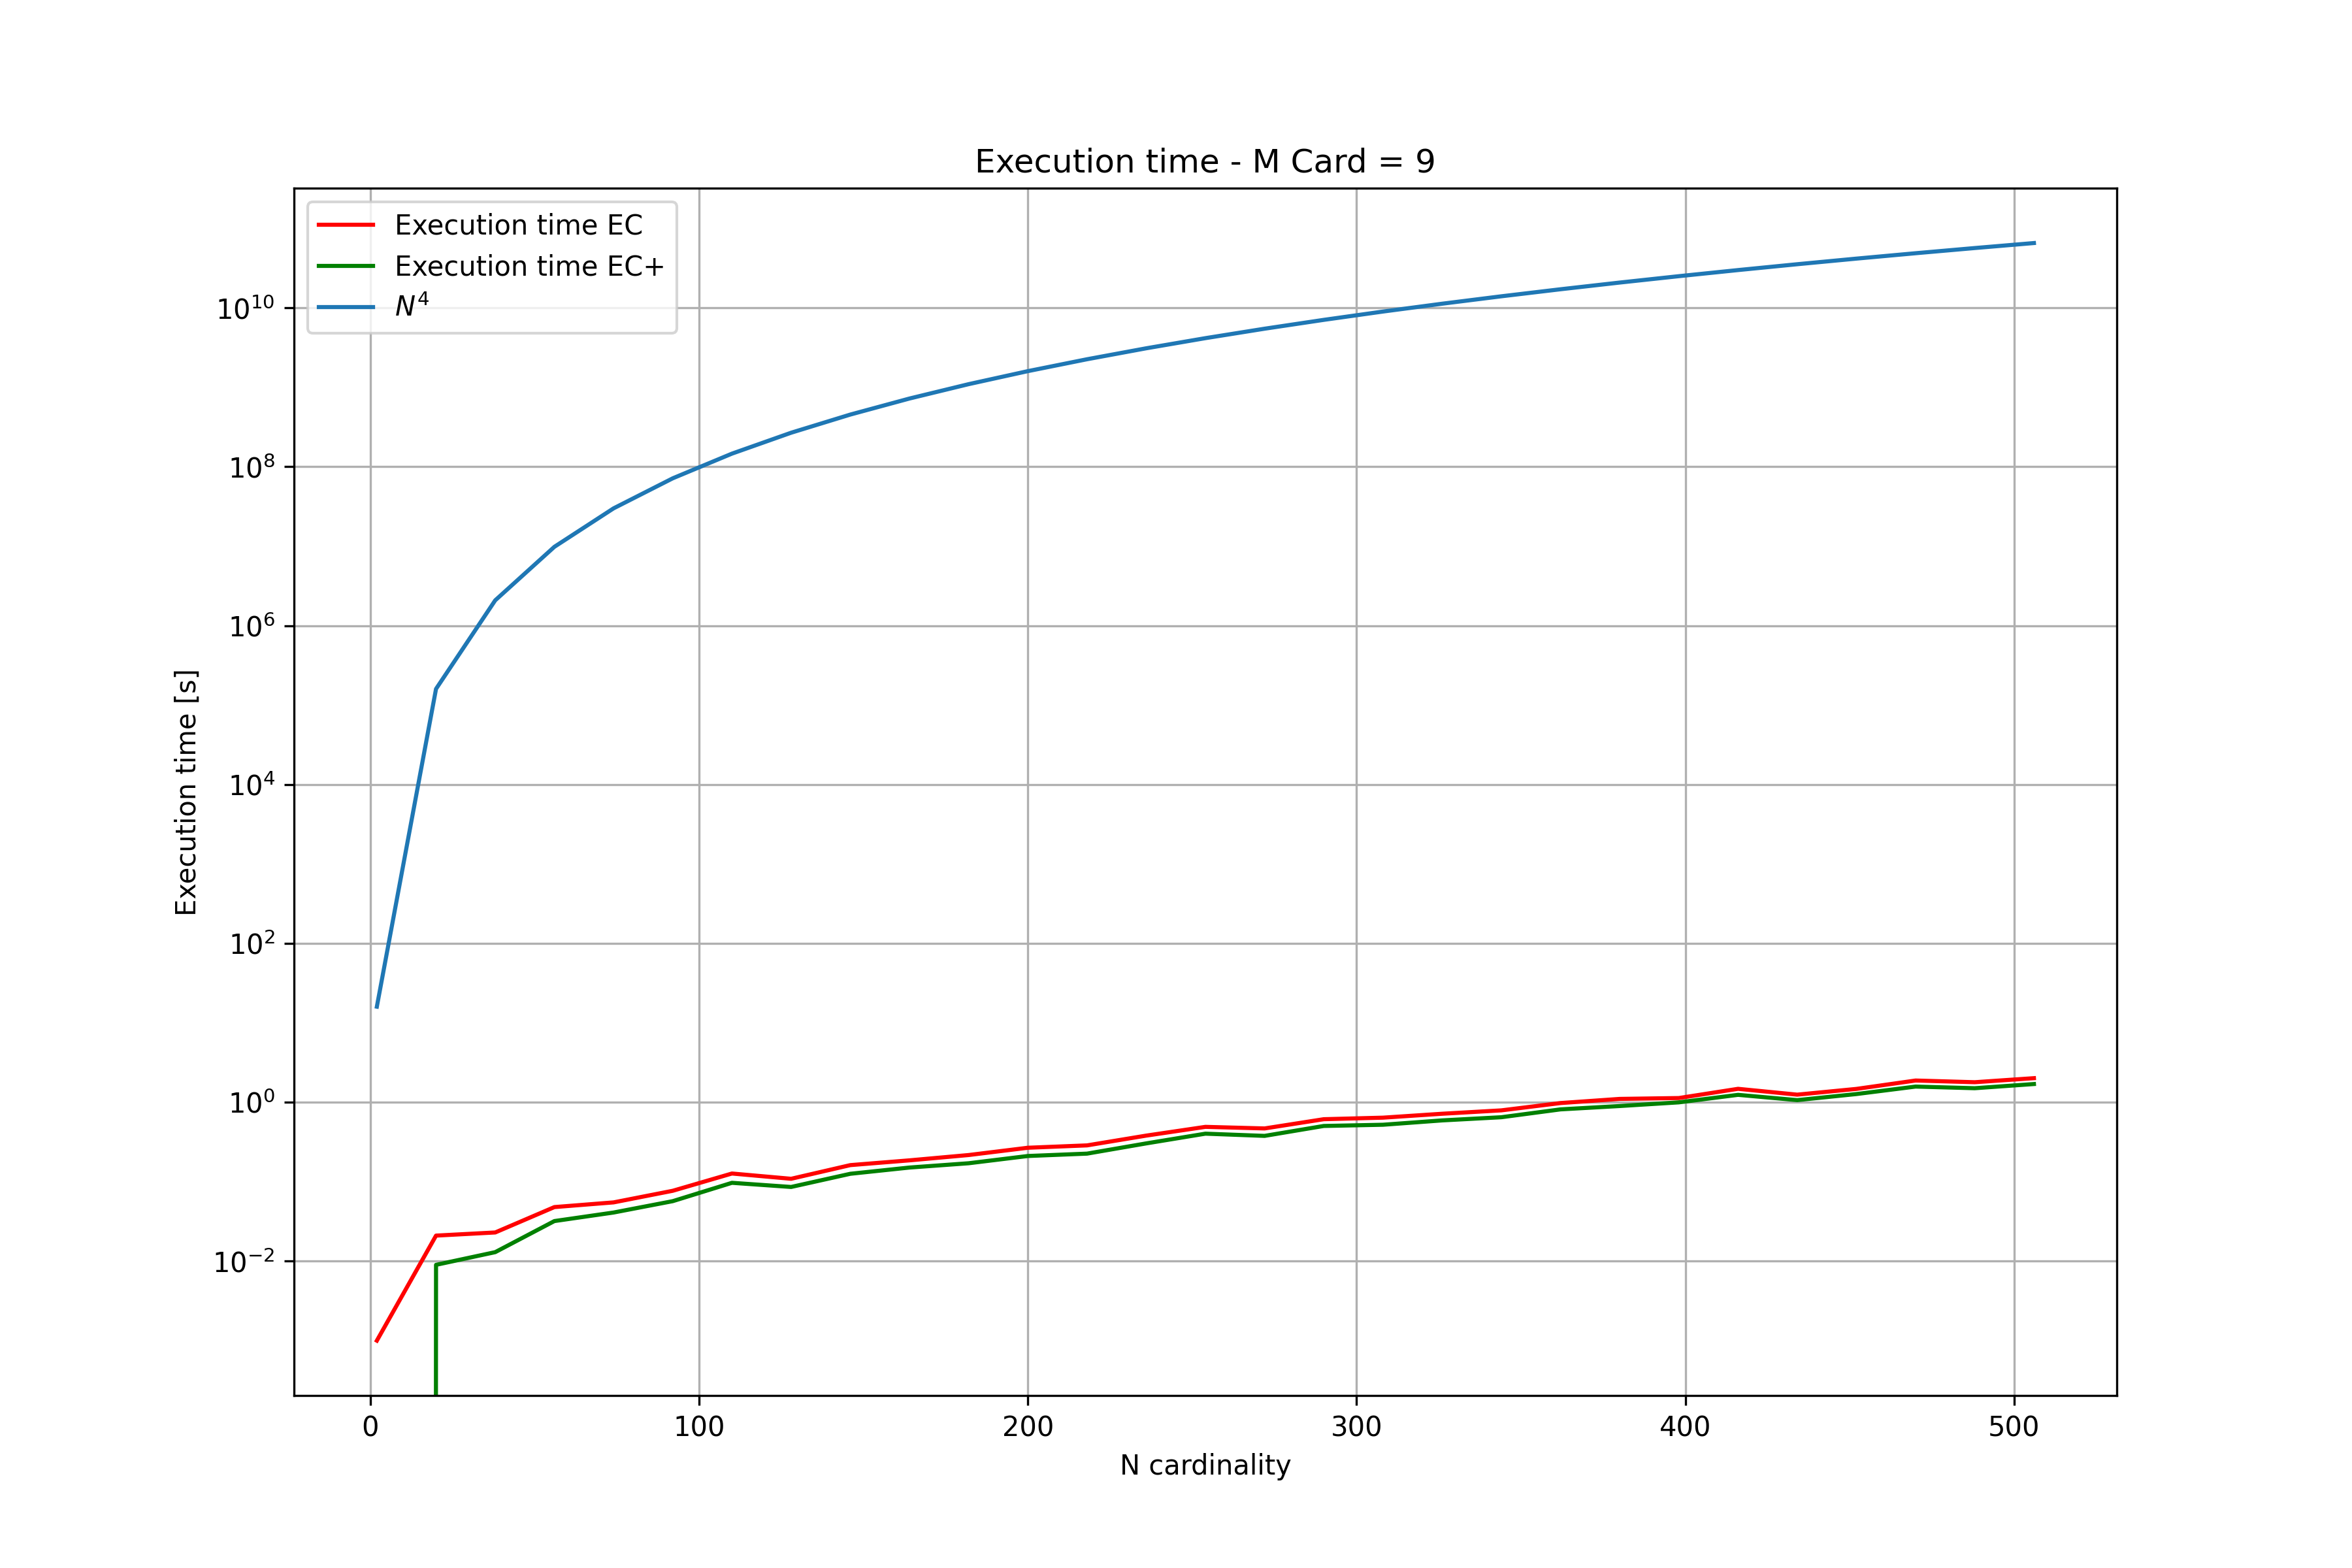 Execution time - M Card = 9
Execution time EC
Execution time EC+
N⁴
10¹⁰
10⁸
10⁶
10⁴
10²
10⁰
10⁻²
Execution time [s]
0 100 200 300 400 500
N cardinality